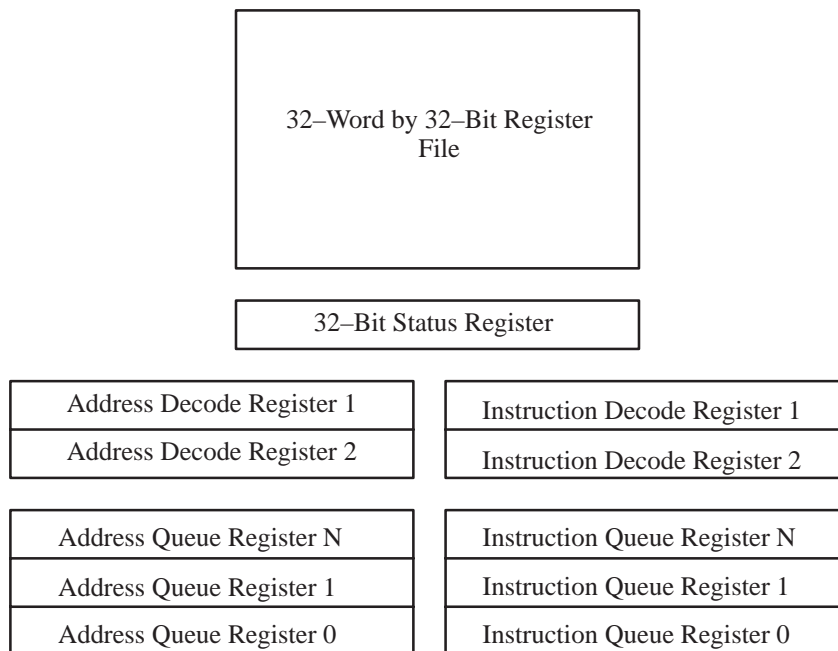 32–Word by 32–Bit Register
File
32–Bit Status Register
Address Decode Register 1
Instruction Decode Register 1
Address Decode Register 2
Instruction Decode Register 2
Address Queue Register N
Instruction Queue Register N
Address Queue Register 1
Instruction Queue Register 1
Address Queue Register 0
Instruction Queue Register 0